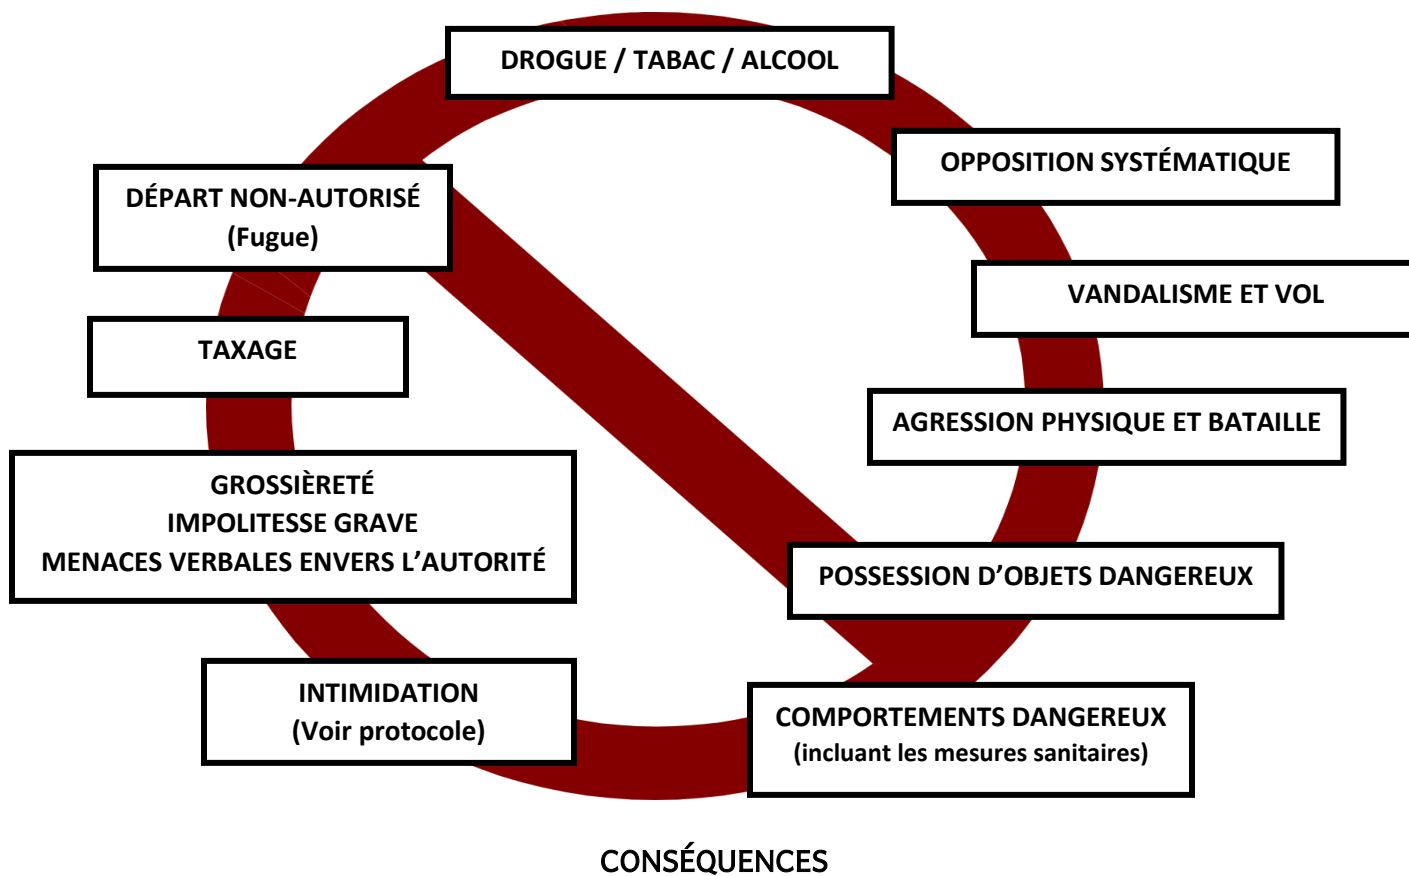 DROGUE / TABAC / ALCOOL
OPPOSITION SYSTÉMATIQUE
DÉPART NON-AUTORISÉ
(Fugue)
VANDALISME ET VOL
TAXAGE
AGRESSION PHYSIQUE ET BATAILLE
GROSSIÈRETÉ
IMPOLITESSE GRAVE
MENACES VERBALES ENVERS L’AUTORITÉ
POSSESSION D’OBJETS DANGEREUX
INTIMIDATION
(Voir protocole)
COMPORTEMENTS DANGEREUX
(incluant les mesures sanitaires)
CONSÉQUENCES